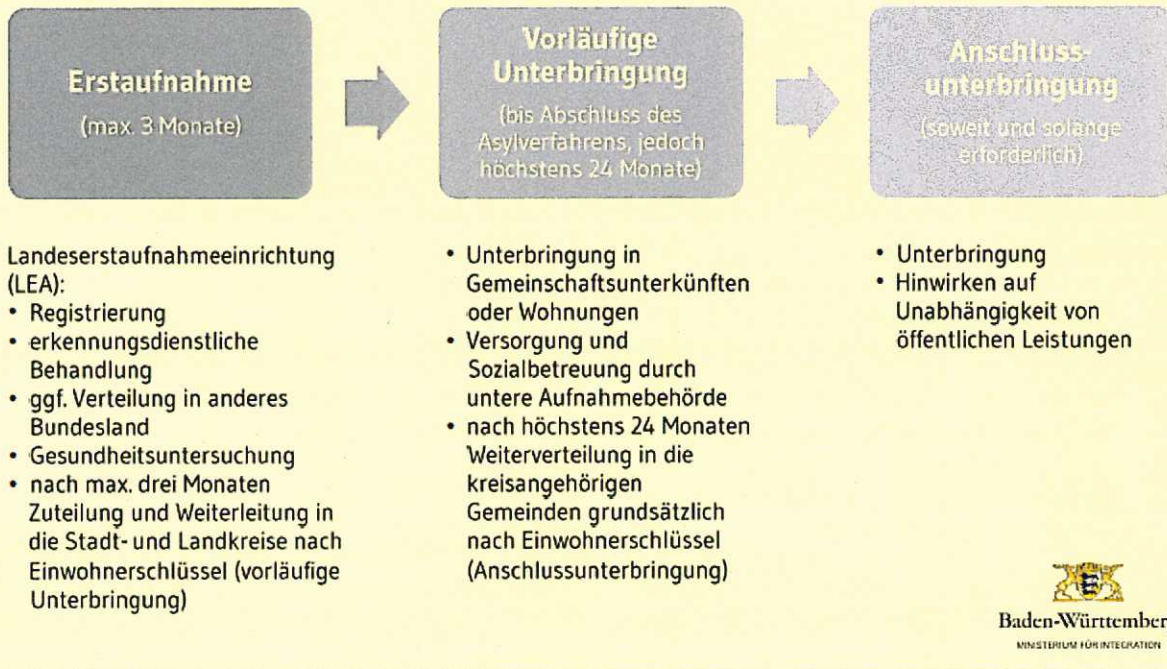 Erstaufnahme
(max. 3 Monate)
Vorläufige
Unterbringung
(bis Abschluss des
Asylverfahrens, jedoch
höchstens 24 Monate)
Anschluss-
unterbringung
(soweit und solange
erforderlich)
Landeserstaufnahmeeinrichtung
(LEA):
• Registrierung
• erkennungsdienstliche
Behandlung
• ggf. Verteilung in anderes
Bundesland
• Gesundheitsuntersuchung
• nach max. drei Monaten
Zuteilung und Weiterleitung in
die Stadt- und Landkreise nach
Einwohnerschlüssel (vorläufige
Unterbringung)
• Unterbringung in
Gemeinschaftsunterkünften
oder Wohnungen
• Versorgung und
Sozialbetreuung durch
untere Aufnahmebehörde
• nach höchstens 24 Monaten
Weiterverteilung in die
kreisangehörigen
Gemeinden grundsätzlich
nach Einwohnerschlüssel
(Anschlussunterbringung)
• Unterbringung
• Hinwirken auf
Unabhängigkeit von
öffentlichen Leistungen
Baden-Württember
MINISTERIUM FÜR INTEGRATION